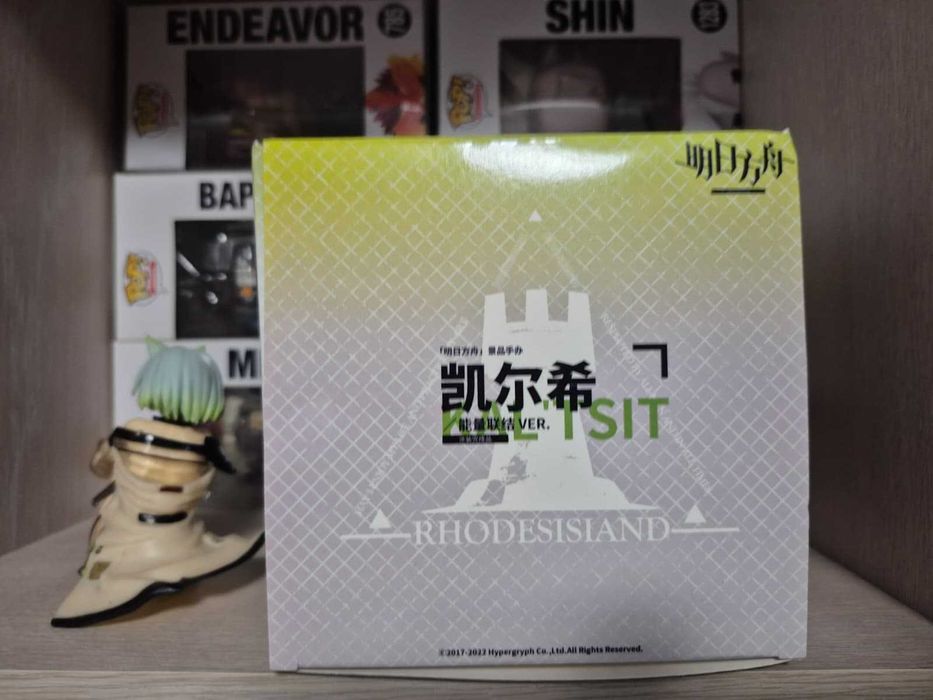 ENDEAVOR
SHIN
BAP
M
明日方舟
「明日方舟」景品手办
凯尔希
KAL'TSIT
能量联结VER.
RHODESISIAND
©2017-2022 Hypergryph Co.,Ltd.All Rights Reserved.